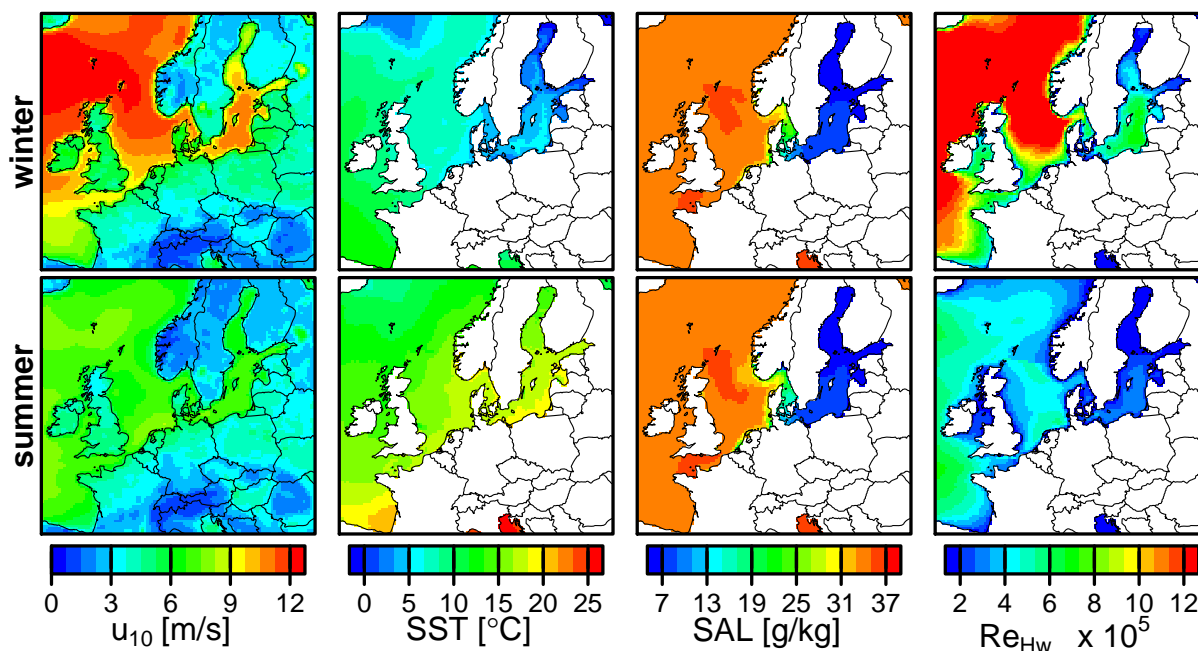 winter
summer
0 3 6 9 12
u10 [m/s]
0 5 10 15 20 25
SST [°C]
7 13 19 25 31 37
SAL [g/kg]
2 4 6 8 10 12
ReHw x 10^5